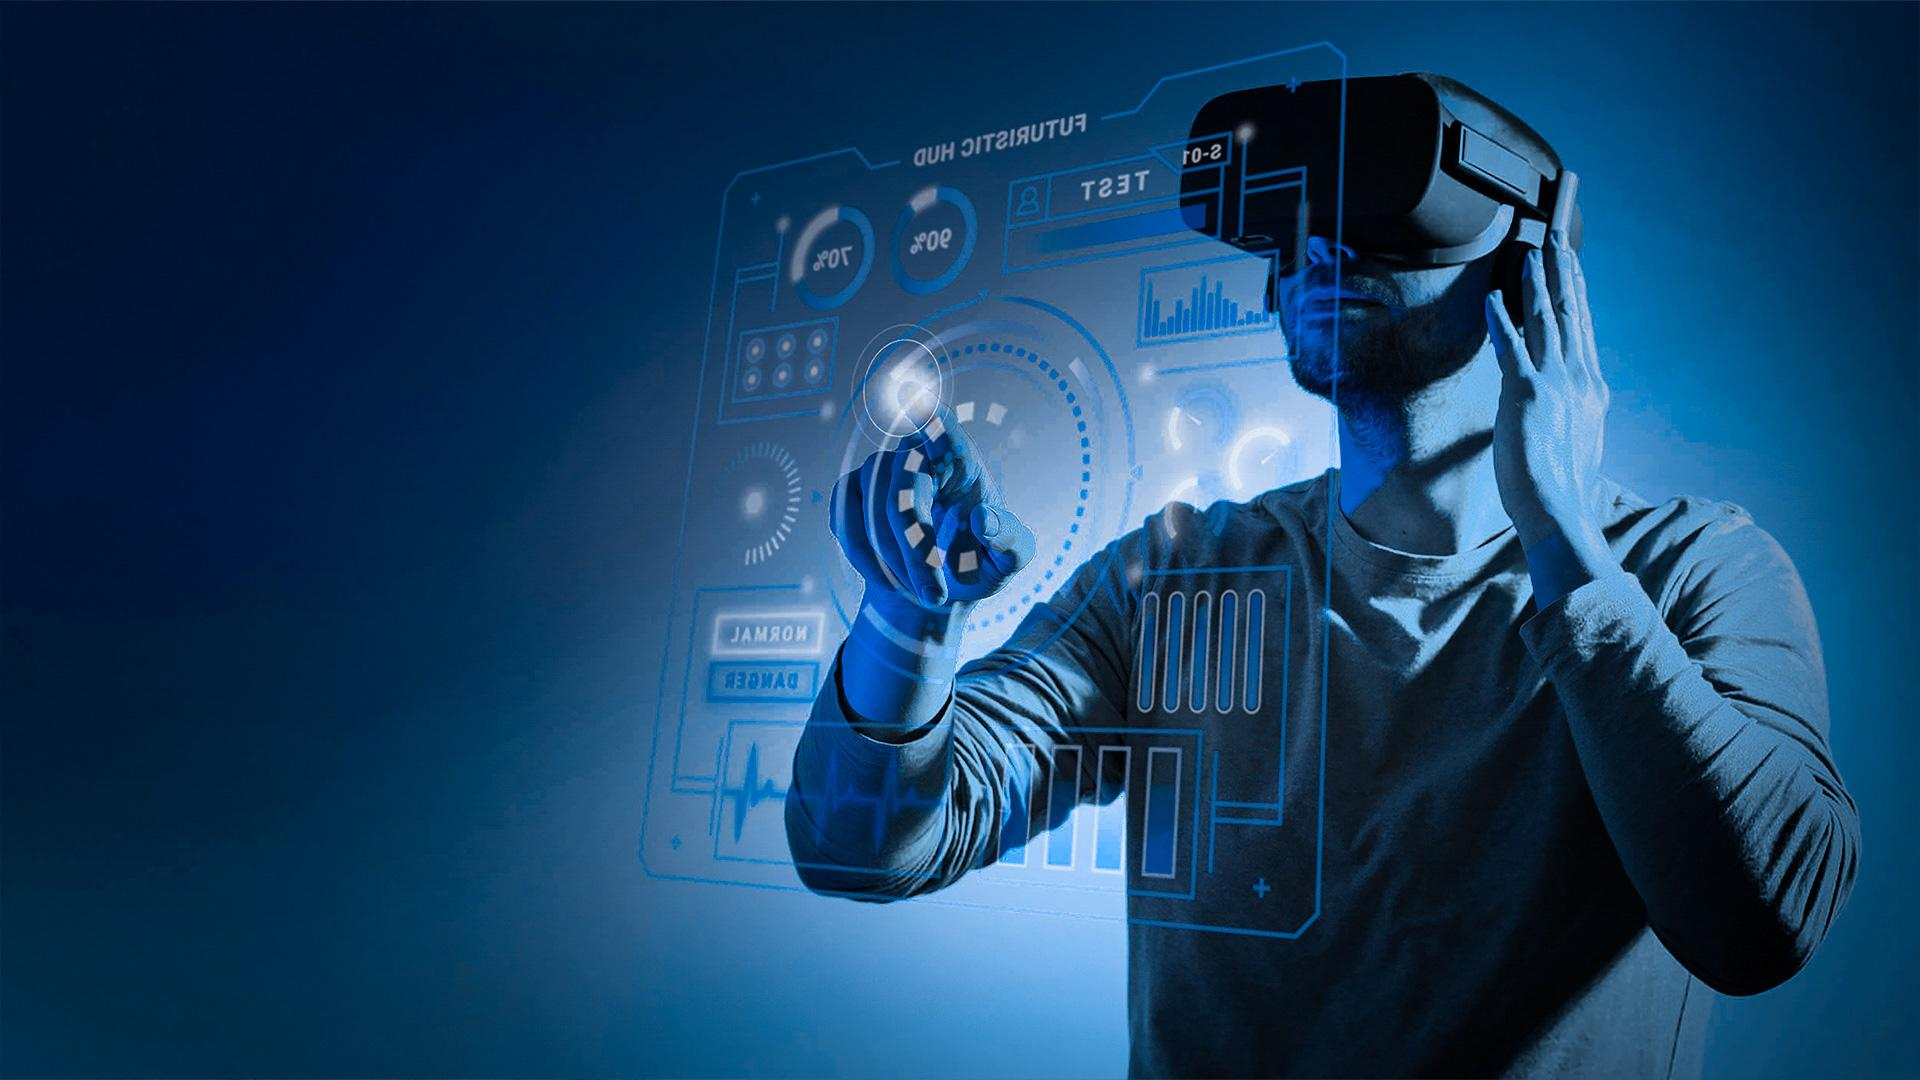 FUTURISTIC HUD
S-01
TEST
90%
70%
NORMAL
DANGER